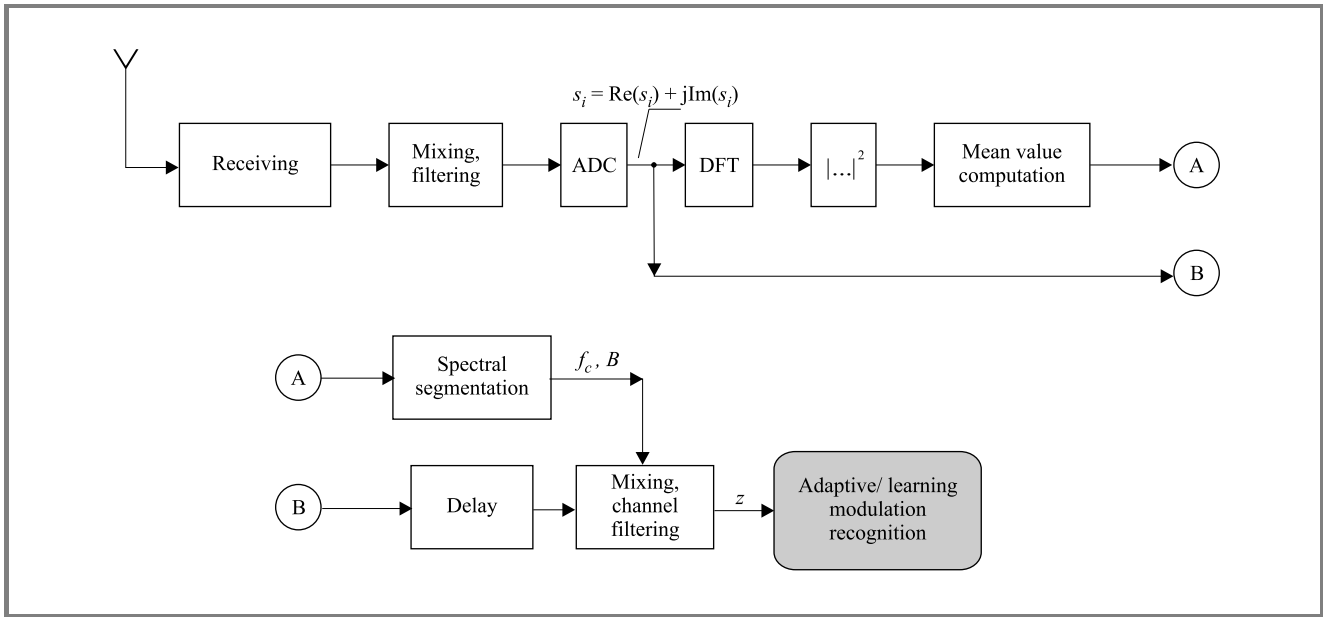 s_i = Re(s_i) + jIm(s_i)
Receiving
Mixing,
filtering
ADC
DFT
|...|^2
Mean value
computation
A
B
A
Spectral
segmentation
f_c, B
B
Delay
Mixing,
channel
filtering
z
Adaptive/ learning
modulation
recognition